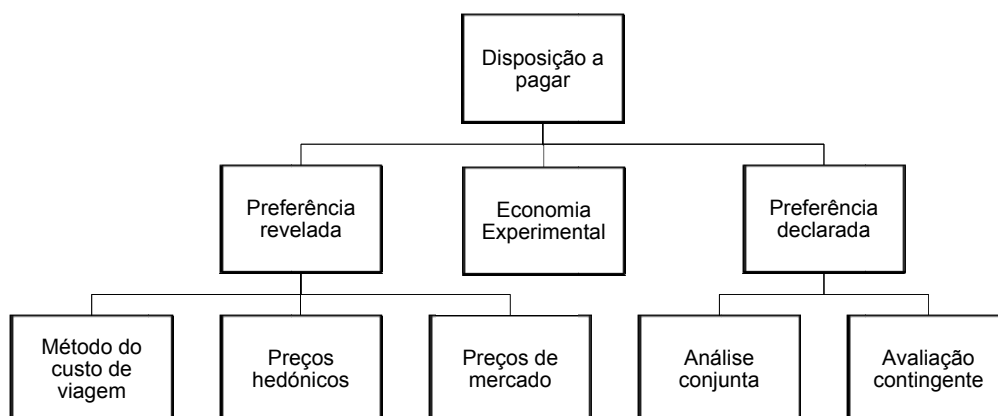 Disposição a
pagar
Preferência
revelada
Economia
Experimental
Preferência
declarada
Método do
custo de
viagem
Preços
hedónicos
Preços de
mercado
Análise
conjunta
Avaliação
contingente